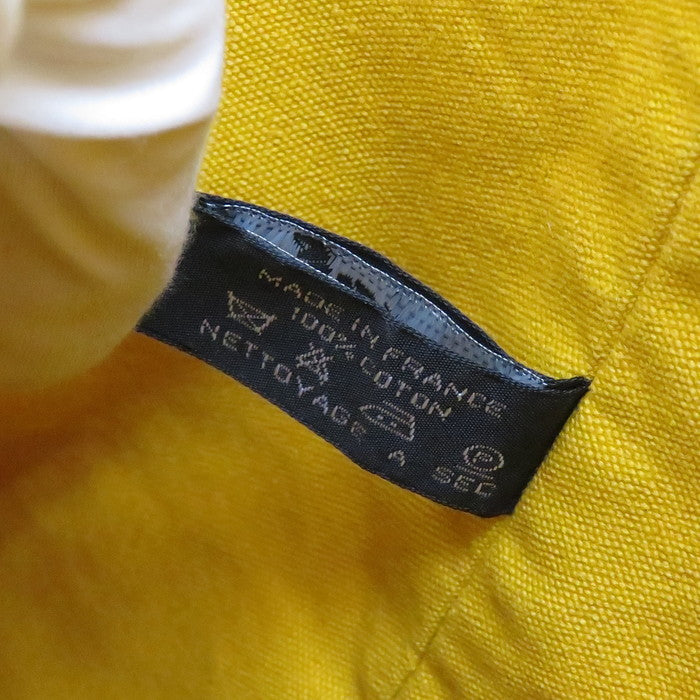 MADE IN FRANCE
100% COTON
P
NETTOYAGE A SEC